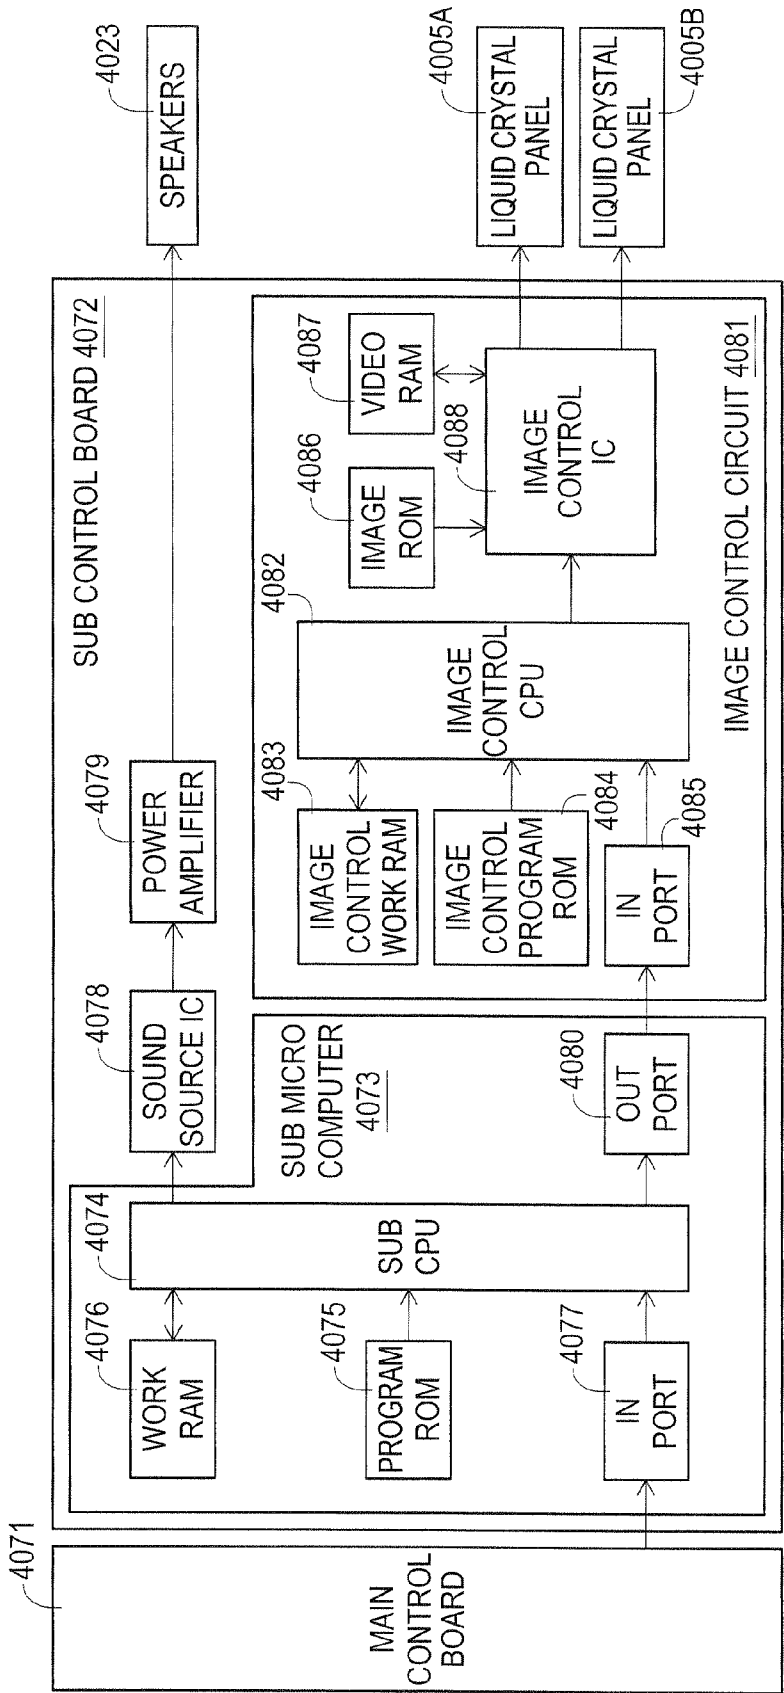 4071
MAIN
CONTROL
BOARD
SUB CONTROL BOARD 4072
SUB MICRO
COMPUTER
4073
4076
WORK
RAM
4075
PROGRAM
ROM
4077
IN
PORT
4074
SUB
CPU
4078
SOUND
SOURCE IC
4079
POWER
AMPLIFIER
4023
SPEAKERS
4080
OUT
PORT
IMAGE CONTROL CIRCUIT 4081
4083
IMAGE
CONTROL
WORK RAM
4084
IMAGE
CONTROL
PROGRAM
ROM
4085
IN
PORT
4082
IMAGE
CONTROL
CPU
4086
IMAGE
ROM
4087
VIDEO
RAM
4088
IMAGE
CONTROL
IC
4005A
LIQUID CRYSTAL
PANEL
4005B
LIQUID CRYSTAL
PANEL